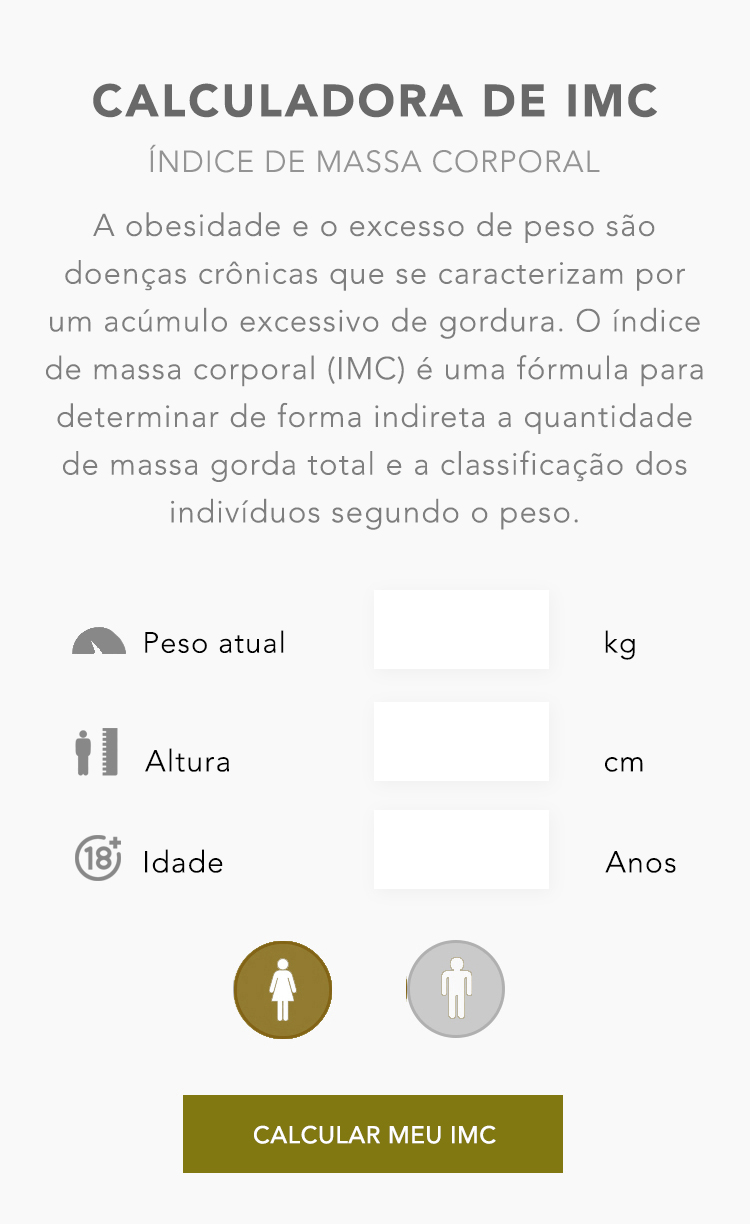 CALCULADORA DE IMC
ÍNDICE DE MASSA CORPORAL
A obesidade e o excesso de peso são
doenças crônicas que se caracterizam por
um acúmulo excessivo de gordura. O índice
de massa corporal (IMC) é uma fórmula para
determinar de forma indireta a quantidade
de massa gorda total e a classificação dos
indivíduos segundo o peso.
Peso atual kg
Altura cm
18+ Idade Anos
CALCULAR MEU IMC